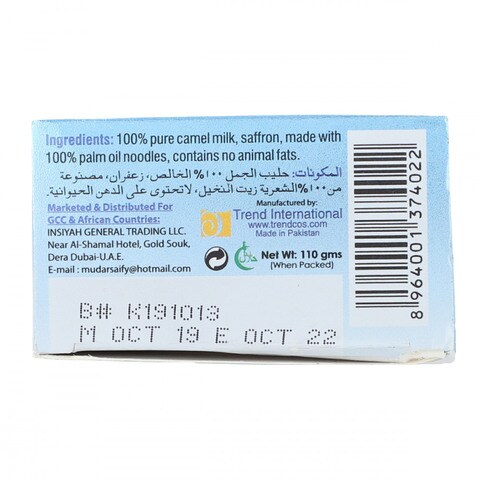 Ingredients: 100% pure camel milk, saffron, made with
100% palm oil noodles, contains no animal fats.
المكونات: حليب الجمل ١٠٠% الخالص، زعفران، مصنوعة
من ١٠٠% الشعرية زيت النخيل، لاتحتوى على الدهن الحيوانية.
Marketed & Distributed For
GCC & African Countries:
INSIYAH GENERAL TRADING LLC.
Near Al-Shamal Hotel, Gold Souk,
Dera Dubai-U.A.E.
E-mail : mudarsaify@hotmail.com
Manufactured by:
Trend International
www.trendcos.com
Made in Pakistan
حلال
Net Wt: 110 gms
(When Packed)
8964001374022
B# K191013
M OCT 19 E OCT 22